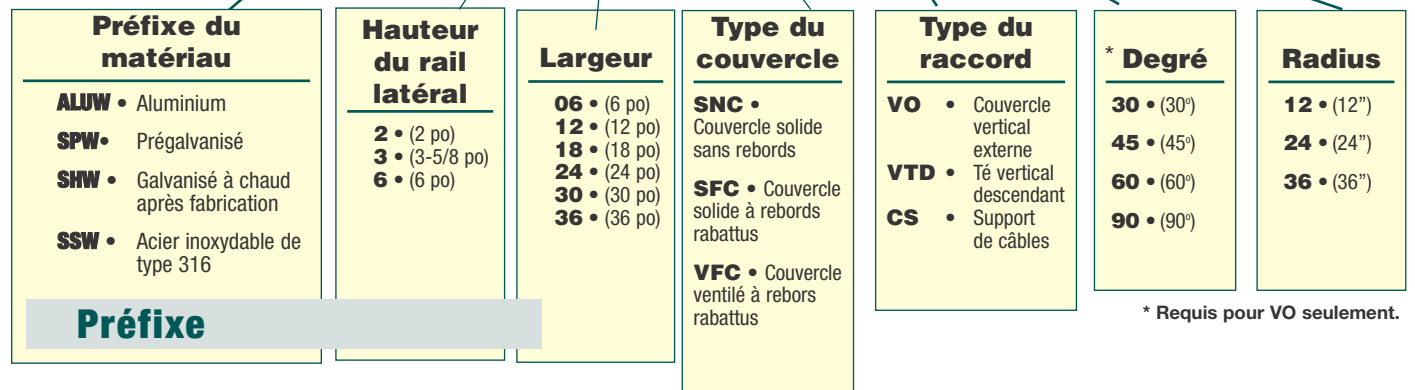 Préfixe du
matériau
ALUW • Aluminium
SPW• Prégalvanisé
SHW • Galvanisé à chaud
après fabrication
SSW • Acier inoxydable de
type 316
Préfixe
Hauteur
du rail
latéral
2 • (2 po)
3 • (3-5/8 po)
6 • (6 po)
Largeur
06 • (6 po)
12 • (12 po)
18 • (18 po)
24 • (24 po)
30 • (30 po)
36 • (36 po)
Type du
couvercle
SNC •
Couvercle solide
sans rebords
SFC • Couvercle
solide à rebords
rabattus
VFC • Couvercle
ventilé à rebors
rabattus
Type du
raccord
VO • Couvercle
vertical
externe
VTD • Té vertical
descendant
CS • Support
de câbles
* Degré
30 • (30º)
45 • (45º)
60 • (60º)
90 • (90º)
Radius
12 • (12”)
24 • (24”)
36 • (36”)
* Requis pour VO seulement.